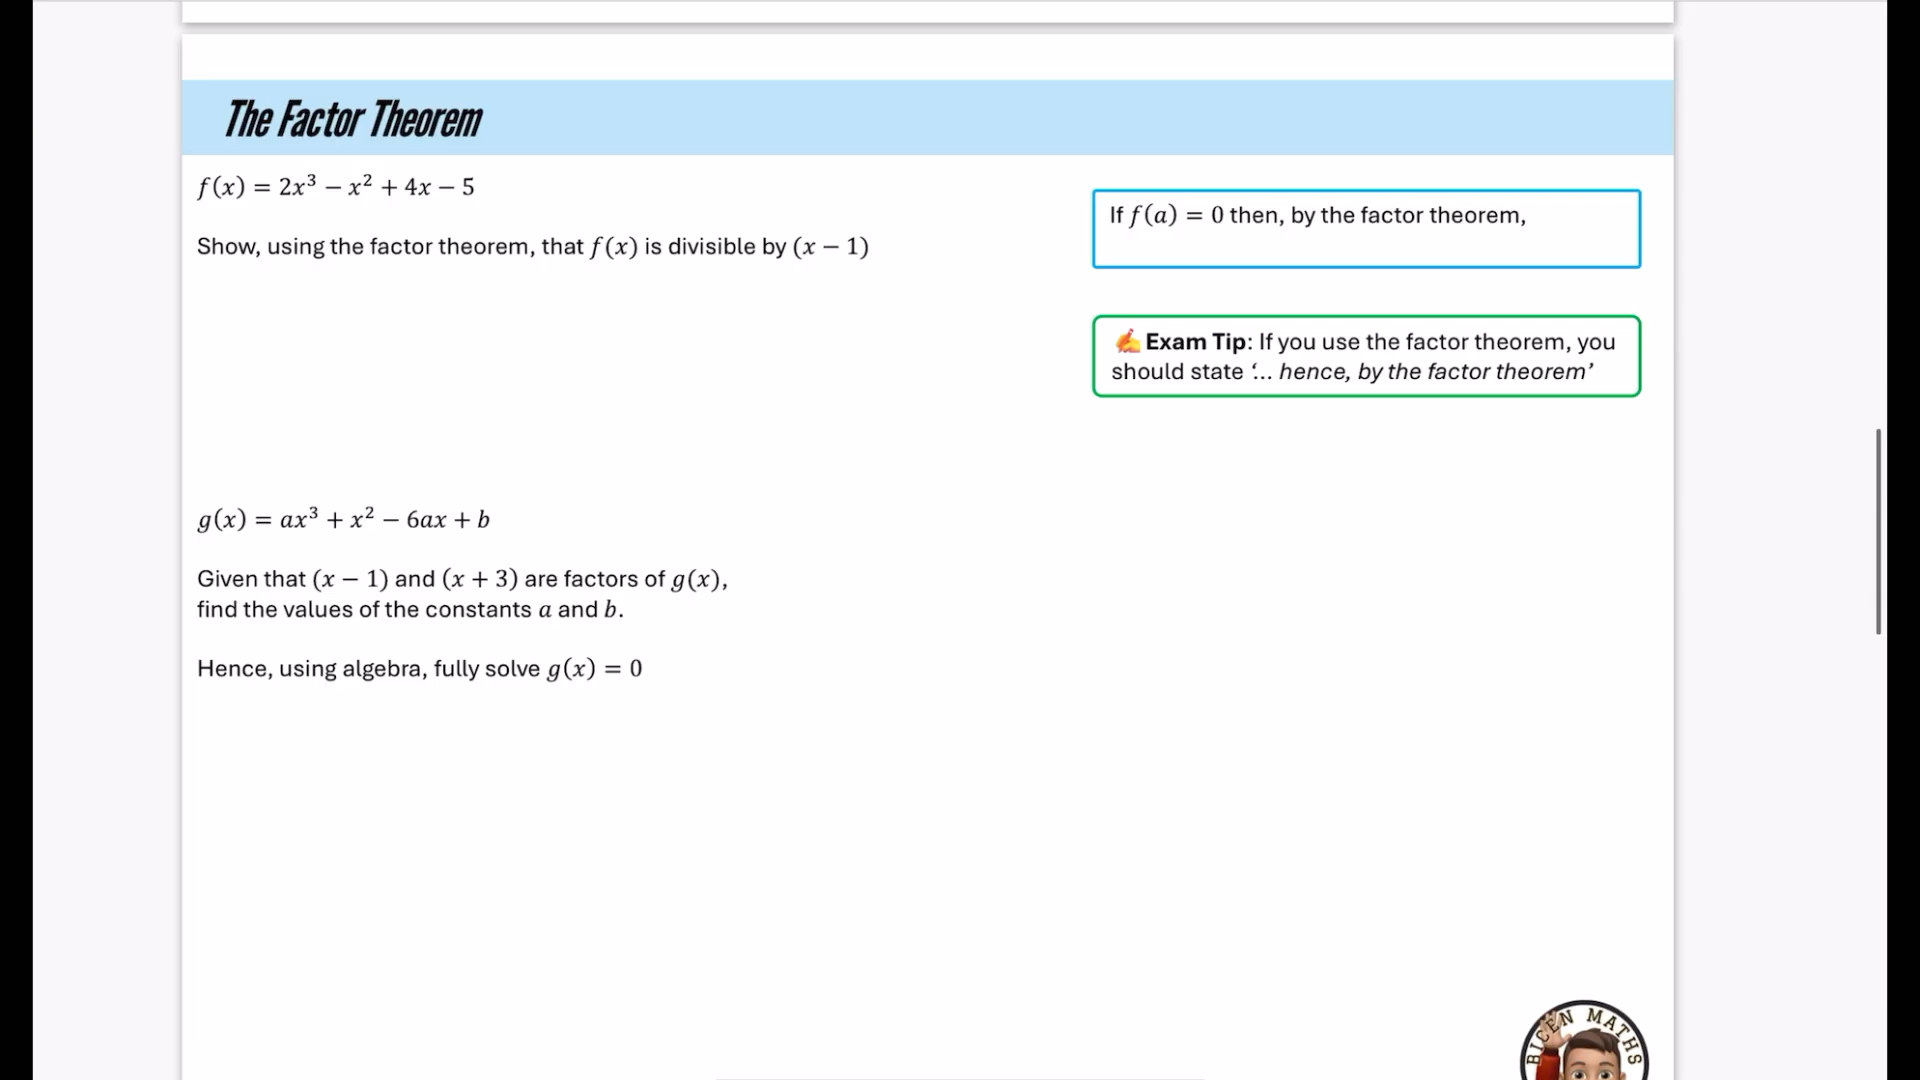 The Factor Theorem
f(x) = 2x³ − x² + 4x − 5
Show, using the factor theorem, that f(x) is divisible by (x − 1)
If f(a) = 0 then, by the factor theorem,
✍️ Exam Tip: If you use the factor theorem, you
should state ‘… hence, by the factor theorem’
g(x) = ax³ + x² − 6ax + b
Given that (x − 1) and (x + 3) are factors of g(x),
find the values of the constants a and b.
Hence, using algebra, fully solve g(x) = 0
BICEN MATHS